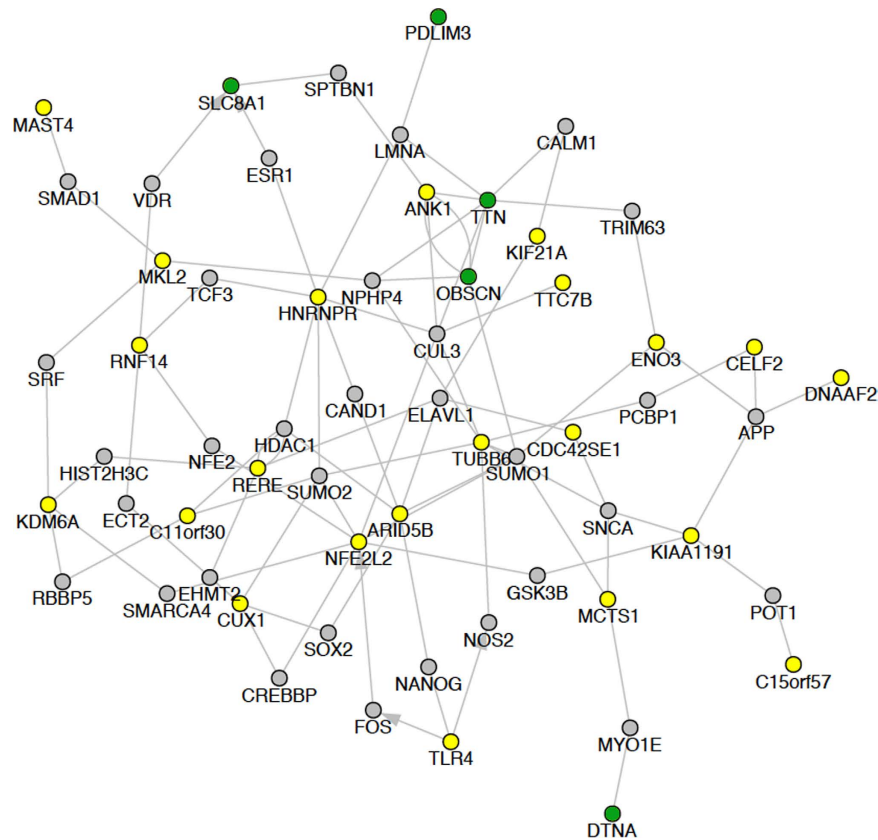 PDLIM3
SPTBN1
SLC8A1
MAST4
CALM1
LMNA
ESR1
SMAD1
VDR
ANK1
TTN
TRIM63
KIF21A
MKL2
TCF3
NPHP4
OBSCN
HNRNPR
TTC7B
CUL3
RNF14
ENO3
CELF2
SRF
DNAAF2
CAND1
ELAVL1
PCBP1
APP
HDAC1
CDC42SE1
NFE2
TUBB6
HIST2H3C
SUMO1
RERE
SUMO2
KDM6A
ECT2
C11orf30
ARID5B
SNCA
NFE2L2
KIAA1191
GSK3B
RBBP5
SMARCA4
EHMT2
CUX1
MCTS1
POT1
SOX2
NOS2
C15orf57
CREBBP
NANOG
FOS
MYO1E
TLR4
DTNA